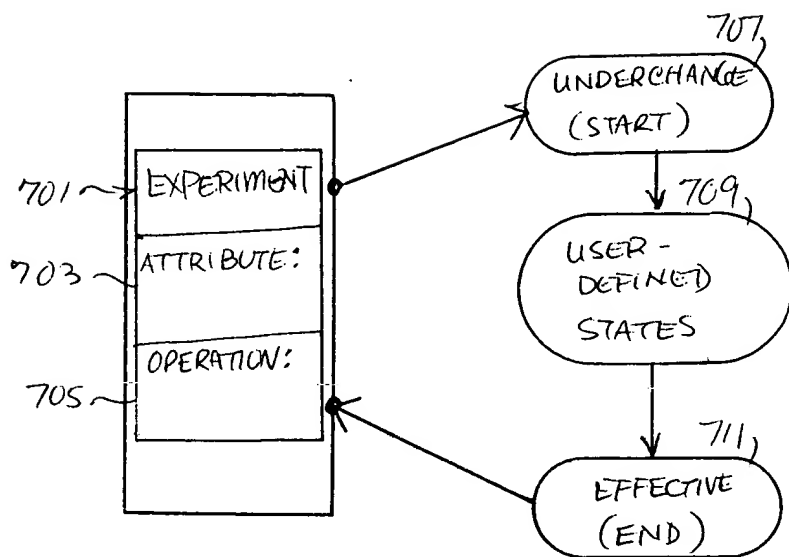 707
UNDERCHANGE
(START)
701
EXPERIMENT
709
703
ATTRIBUTE:
USER-
DEFINED
STATES
OPERATION:
705
711
EFFECTIVE
(END)